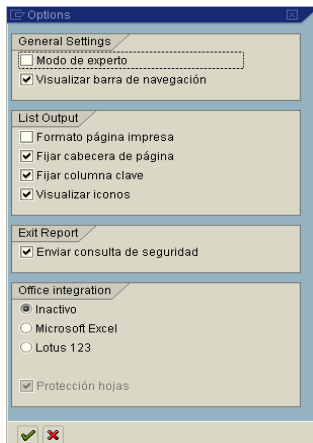 Options
General Settings
Modo de experto
Visualizar barra de navegación
List Output
Formato página impresa
Fijar cabecera de página
Fijar columna clave
Visualizar iconos
Exit Report
Enviar consulta de seguridad
Office integration
Inactivo
Microsoft Excel
Lotus 123
Protección hojas